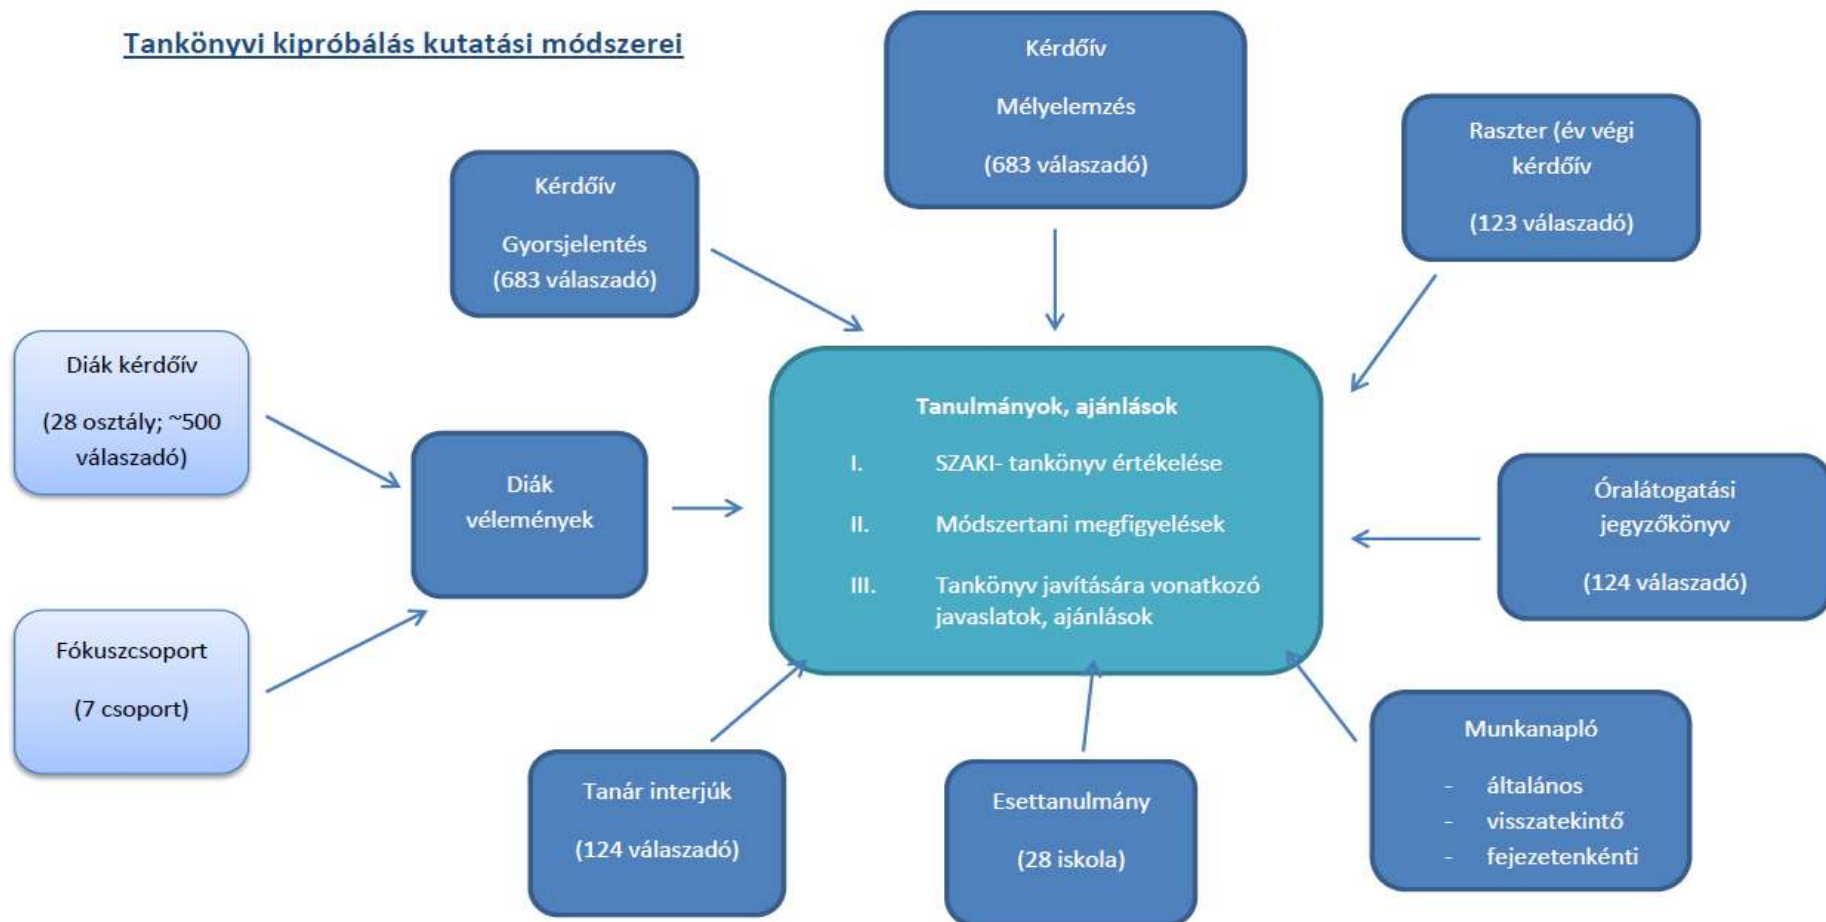 Tankönyvi kipróbálás kutatási módszerei
Kérdőív
Mélyelemzés
(683 válaszadó)
Raszter (év végi
kérdőív
(123 válaszadó)
Kérdőív
Gyorsjelentés
(683 válaszadó)
Diák kérdőív
(28 osztály; ~500
válaszadó)
Diák
vélemények
Tanulmányok, ajánlások
I. SZAKI- tankönyv értékelése
II. Módszertani megfigyelések
III. Tankönyv javítására vonatkozó
javaslatok, ajánlások
Óralátogatási
jegyzőkönyv
(124 válaszadó)
Fókuszcsoport
(7 csoport)
Tanár interjúk
(124 válaszadó)
Esettanulmány
(28 iskola)
Munkanapló
- általános
- visszatekintő
- fejezetenkénti